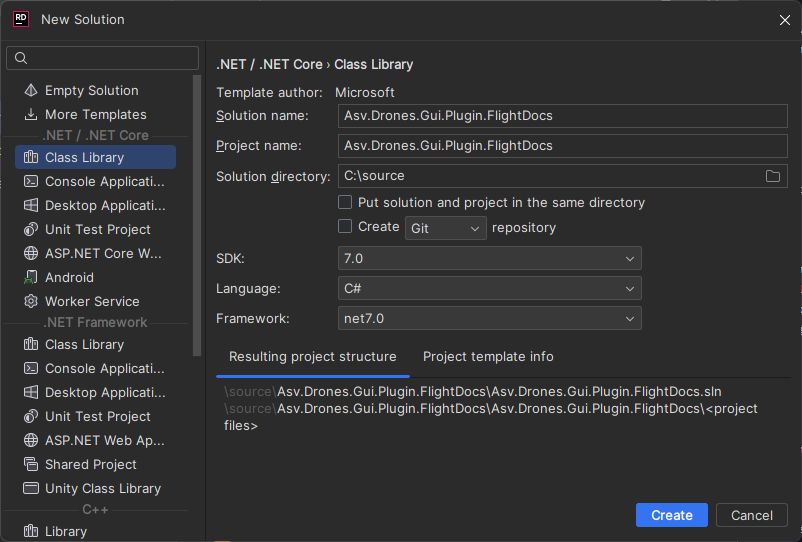 RD
New Solution
Empty Solution
More Templates
.NET / .NET Core
Class Library
Console Applicati...
Desktop Applicati...
Unit Test Project
ASP.NET Core W...
Android
Worker Service
.NET Framework
Class Library
Console Applicati...
Desktop Applicati...
Unit Test Project
ASP.NET Web Ap...
Shared Project
Unity Class Library
C++
Library
.NET / .NET Core › Class Library
Template author: Microsoft
Solution name: Asv.Drones.Gui.Plugin.FlightDocs
Project name: Asv.Drones.Gui.Plugin.FlightDocs
Solution directory: C:\source
Put solution and project in the same directory
Create Git repository
SDK: 7.0
Language: C#
Framework: net7.0
Resulting project structure Project template info
\source\Asv.Drones.Gui.Plugin.FlightDocs\Asv.Drones.Gui.Plugin.FlightDocs.sln
\source\Asv.Drones.Gui.Plugin.FlightDocs\Asv.Drones.Gui.Plugin.FlightDocs\<project
files>
Create Cancel